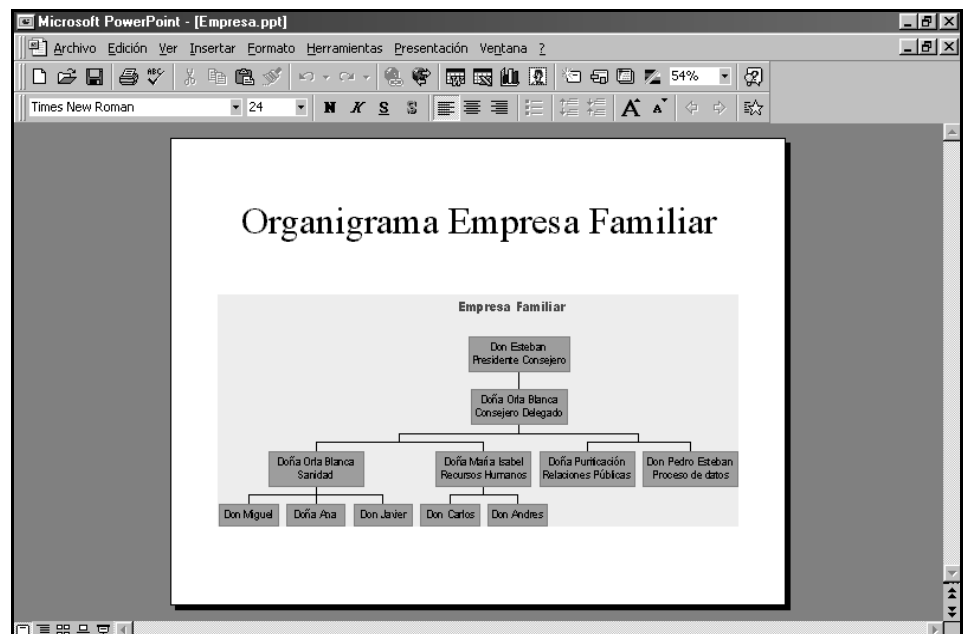 Microsoft PowerPoint - [Empresa.ppt]
Archivo Edición Ver Insertar Formato Herramientas Presentación Ventana ?
54%
Times New Roman 24 N K S S A A
Organigrama Empresa Familiar
Empresa Familiar
Don Esteban
Presidente Consejero
Doña Orla Blanca
Consejero Delegado
Doña Orla Blanca
Sanidad
Doña María Isabel
Recursos Humanos
Doña Purificación
Relaciones Públicas
Don Pedro Esteban
Proceso de datos
Don Miguel Doña Ana Don Javier Don Carlos Don Andres